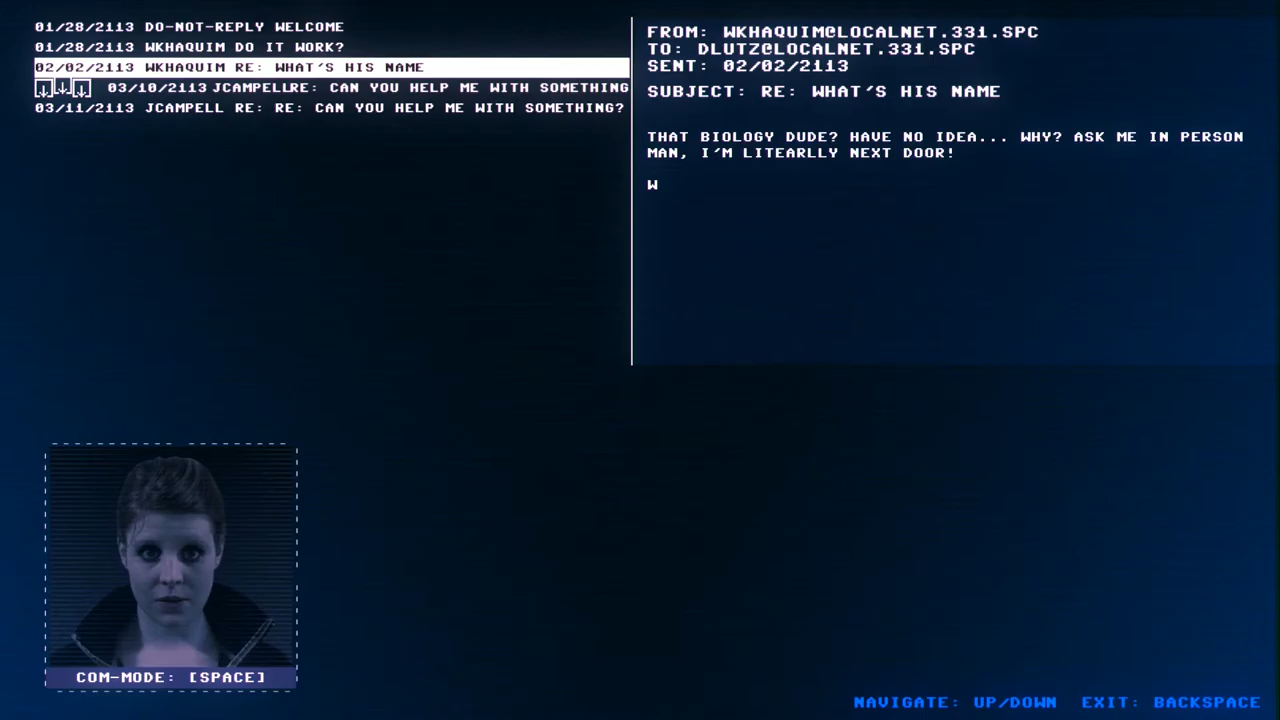 01/28/2113 DO-NOT-REPLY WELCOME
01/28/2113 WKHAQUIM DO IT WORK?
02/02/2113 WKHAQUIM RE: WHAT'S HIS NAME
↓ ↓ ↓ 03/10/2113 JCAMPELLRE: CAN YOU HELP ME WITH SOMETHING
03/11/2113 JCAMPELL RE: RE: CAN YOU HELP ME WITH SOMETHING?
FROM: WKHAQUIM@LOCALNET.331.SPC
TO: DLUTZ@LOCALNET.331.SPC
SENT: 02/02/2113
SUBJECT: RE: WHAT'S HIS NAME
THAT BIOLOGY DUDE? HAVE NO IDEA... WHY? ASK ME IN PERSON
MAN, I'M LITEARLLY NEXT DOOR!
W
COM-MODE: [SPACE]
NAVIGATE: UP/DOWN EXIT: BACKSPACE